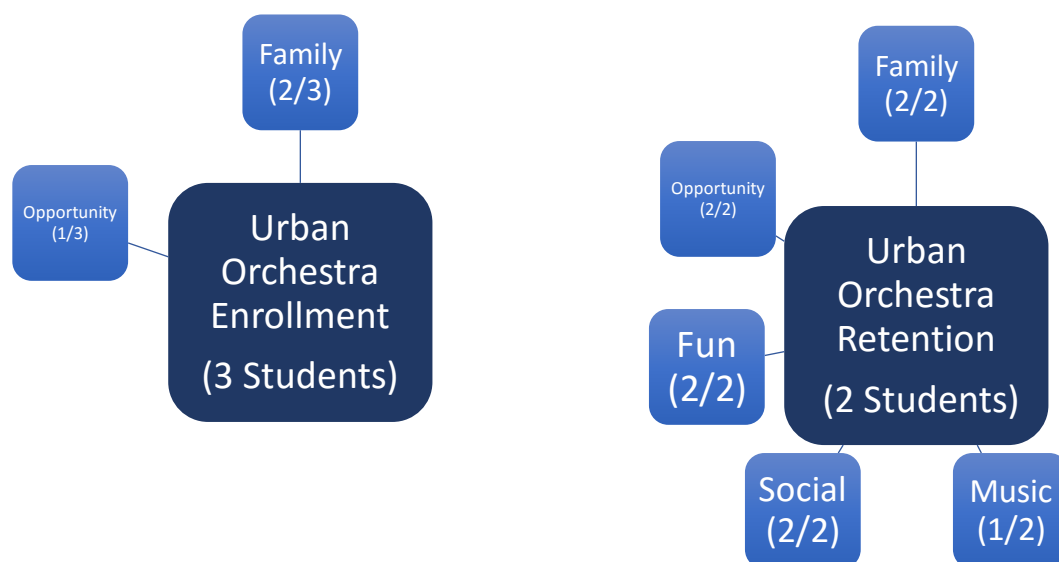 Family
(2/3)
Opportunity
(1/3)
Urban
Orchestra
Enrollment
(3 Students)
Family
(2/2)
Opportunity
(2/2)
Urban
Orchestra
Retention
(2 Students)
Fun
(2/2)
Social
(2/2)
Music
(1/2)